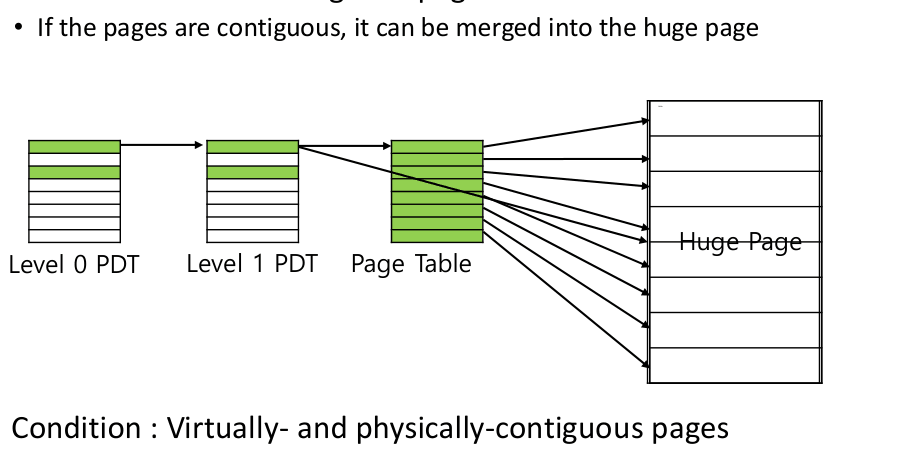 • If the pages are contiguous, it can be merged into the huge page
Huge Page
Level 0 PDT
Level 1 PDT
Page Table
Condition : Virtually- and physically-contiguous pages